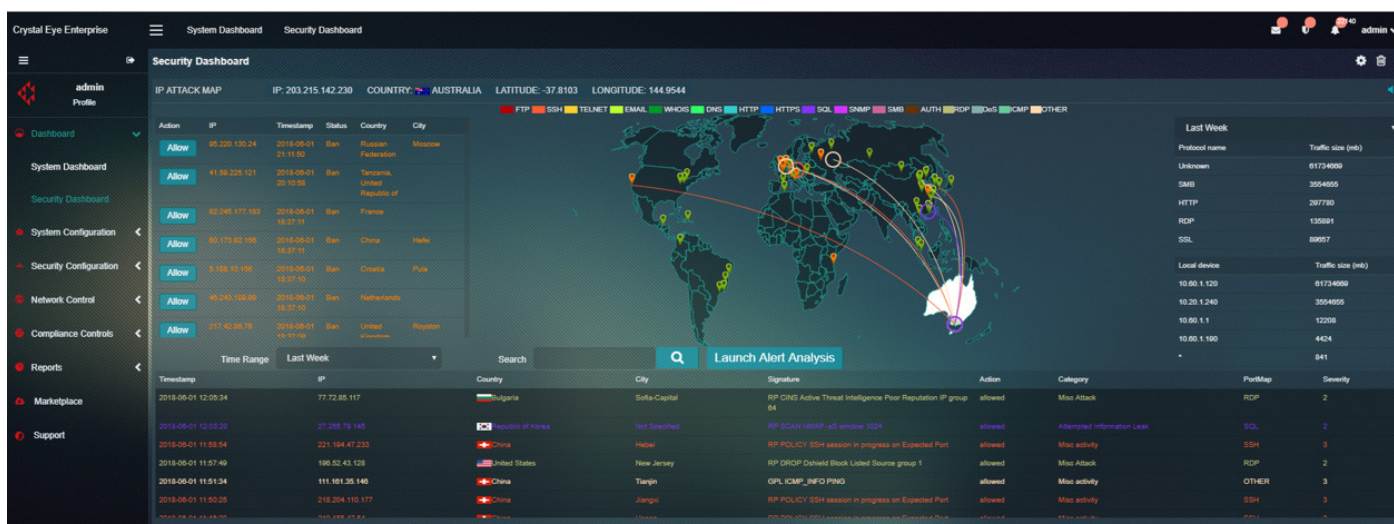 Crystal Eye Enterprise
System Dashboard Security Dashboard
admin
admin
Profile
Dashboard
System Dashboard
Security Dashboard
System Configuration
Security Configuration
Network Control
Compliance Controls
Reports
Marketplace
Support
Security Dashboard
IP ATTACK MAP IP: 203.215.142.230 COUNTRY: AUSTRALIA LATITUDE: -37.8103 LONGITUDE: 144.9544
FTP SSH TELNET EMAIL WHOIS DNS HTTP HTTPS SQL SNMP SMB AUTH RDP DoS ICMP OTHER
Action IP Timestamp Status Country City
Allow 95.220.130.24 2018-06-01 21:11:50 Ban Russian Federation Moscow
Allow 41.59.225.121 2018-06-01 20:10:58 Ban Tanzania, United Republic of
Allow 82.246.177.183 2018-06-01 18:37:11 Ban France
Allow 60.173.82.156 2018-06-01 18:37:11 Ban China Hefei
Allow 2018-06-01 18:37:10 Ban Croatia Pula
Allow 2018-06-01 18:37:10 Ban Netherlands
Allow 217.42.86.76 2018-06-01 Ban United Kingdom Royston
Last Week
Protocol name Traffic size (mb)
Unknown 61734669
SMB 3554655
HTTP 297780
RDP 135891
SSL 89657
Local device Traffic size (mb)
10.60.1.120 61734669
10.20.1.240 3554655
10.60.1.1 12208
10.60.1.190 4424
841
Time Range Last Week Search Launch Alert Analysis
Timestamp IP Country City Signature Action Category PortMap Severity
2018-06-01 12:05:34 77.72.85.117 Bulgaria Sofia-Capital RP CINS Active Threat Intelligence Poor Reputation IP group 64 allowed Misc Attack RDP 2
2018-06-01 12:03:20 27.255.79.145 Republic of Korea Not Specified RP SCAN NMAP -sS window 1024 allowed Attempted Information Leak SQL 2
2018-06-01 11:58:54 221.194.47.233 China Hebei RP POLICY SSH session in progress on Expected Port allowed Misc activity SSH 3
2018-06-01 11:57:49 196.52.43.128 United States New Jersey RP DROP Dshield Block Listed Source group 1 allowed Misc Attack RDP 2
2018-06-01 11:51:34 111.161.35.146 China Tianjin GPL ICMP_INFO PING allowed Misc activity OTHER 3
2018-06-01 11:50:25 218.204.110.177 China Jiangxi RP POLICY SSH session in progress on Expected Port allowed Misc activity SSH 3